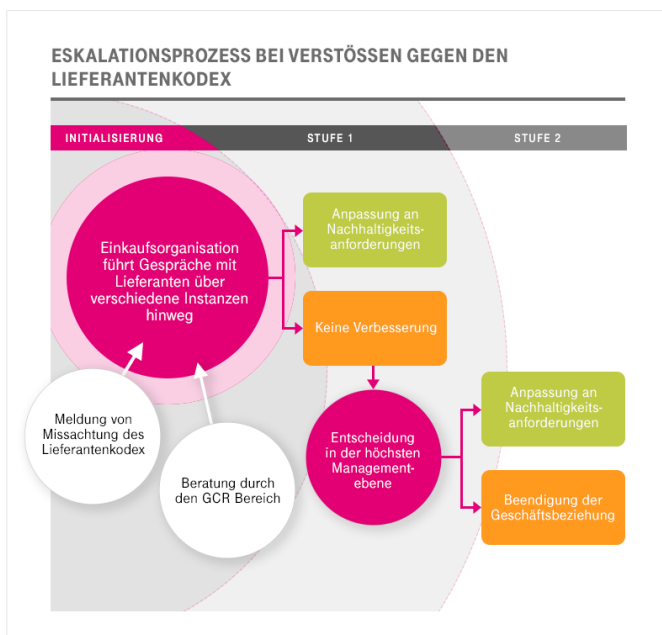 ESKALATIONSPROZESS BEI VERSTÖSSEN GEGEN DEN
LIEFERANTENKODEX
INITIALISIERUNG
STUFE 1
STUFE 2
Einkaufsorganisation
führt Gespräche mit
Lieferanten über
verschiedene Instanzen
hinweg
Anpassung an
Nachhaltigkeits-
anforderungen
Keine Verbesserung
Meldung von
Missachtung des
Lieferantenkodex
Beratung durch
den GCR Bereich
Entscheidung
in der höchsten
Management-
ebene
Anpassung an
Nachhaltigkeits-
anforderungen
Beendigung der
Geschäftsbeziehung